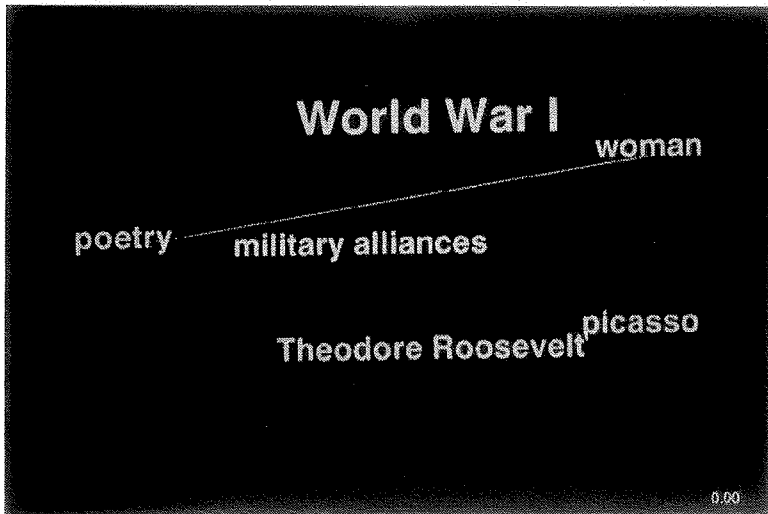 World War I
woman
poetry
military alliances
picasso
Theodore Roosevelt
0.00